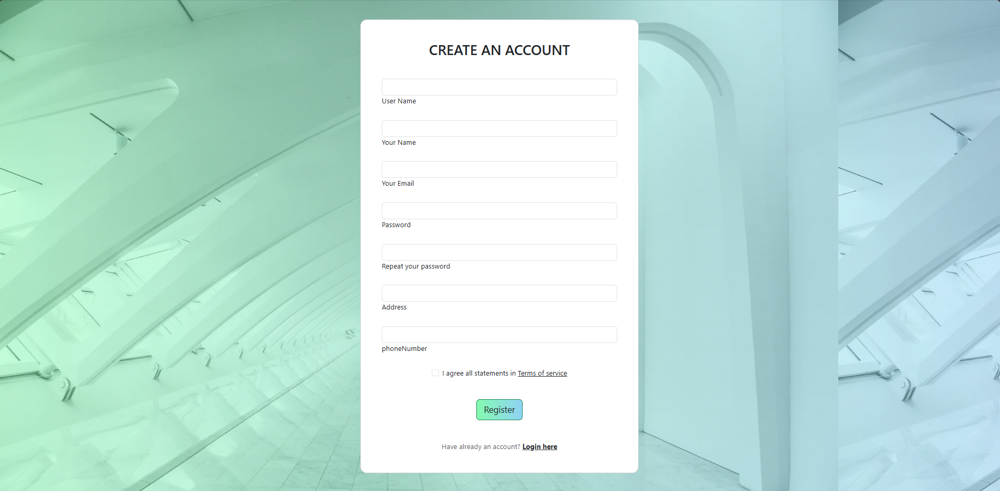 CREATE AN ACCOUNT
User Name
Your Name
Your Email
Password
Repeat your password
Address
phoneNumber
I agree all statements in Terms of service
Register
Have already an account? Login here